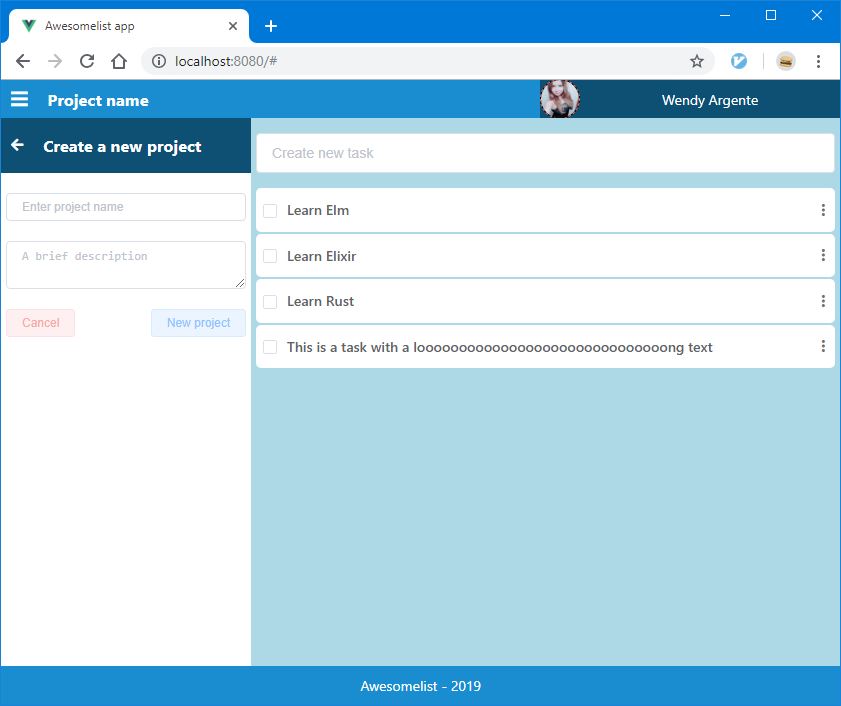 Awesomelist app
localhost:8080/#
Project name
Wendy Argente
Create a new project
Enter project name
A brief description
Cancel
New project
Create new task
Learn Elm
Learn Elixir
Learn Rust
This is a task with a looooooooooooooooooooooooooooooooong text
Awesomelist - 2019